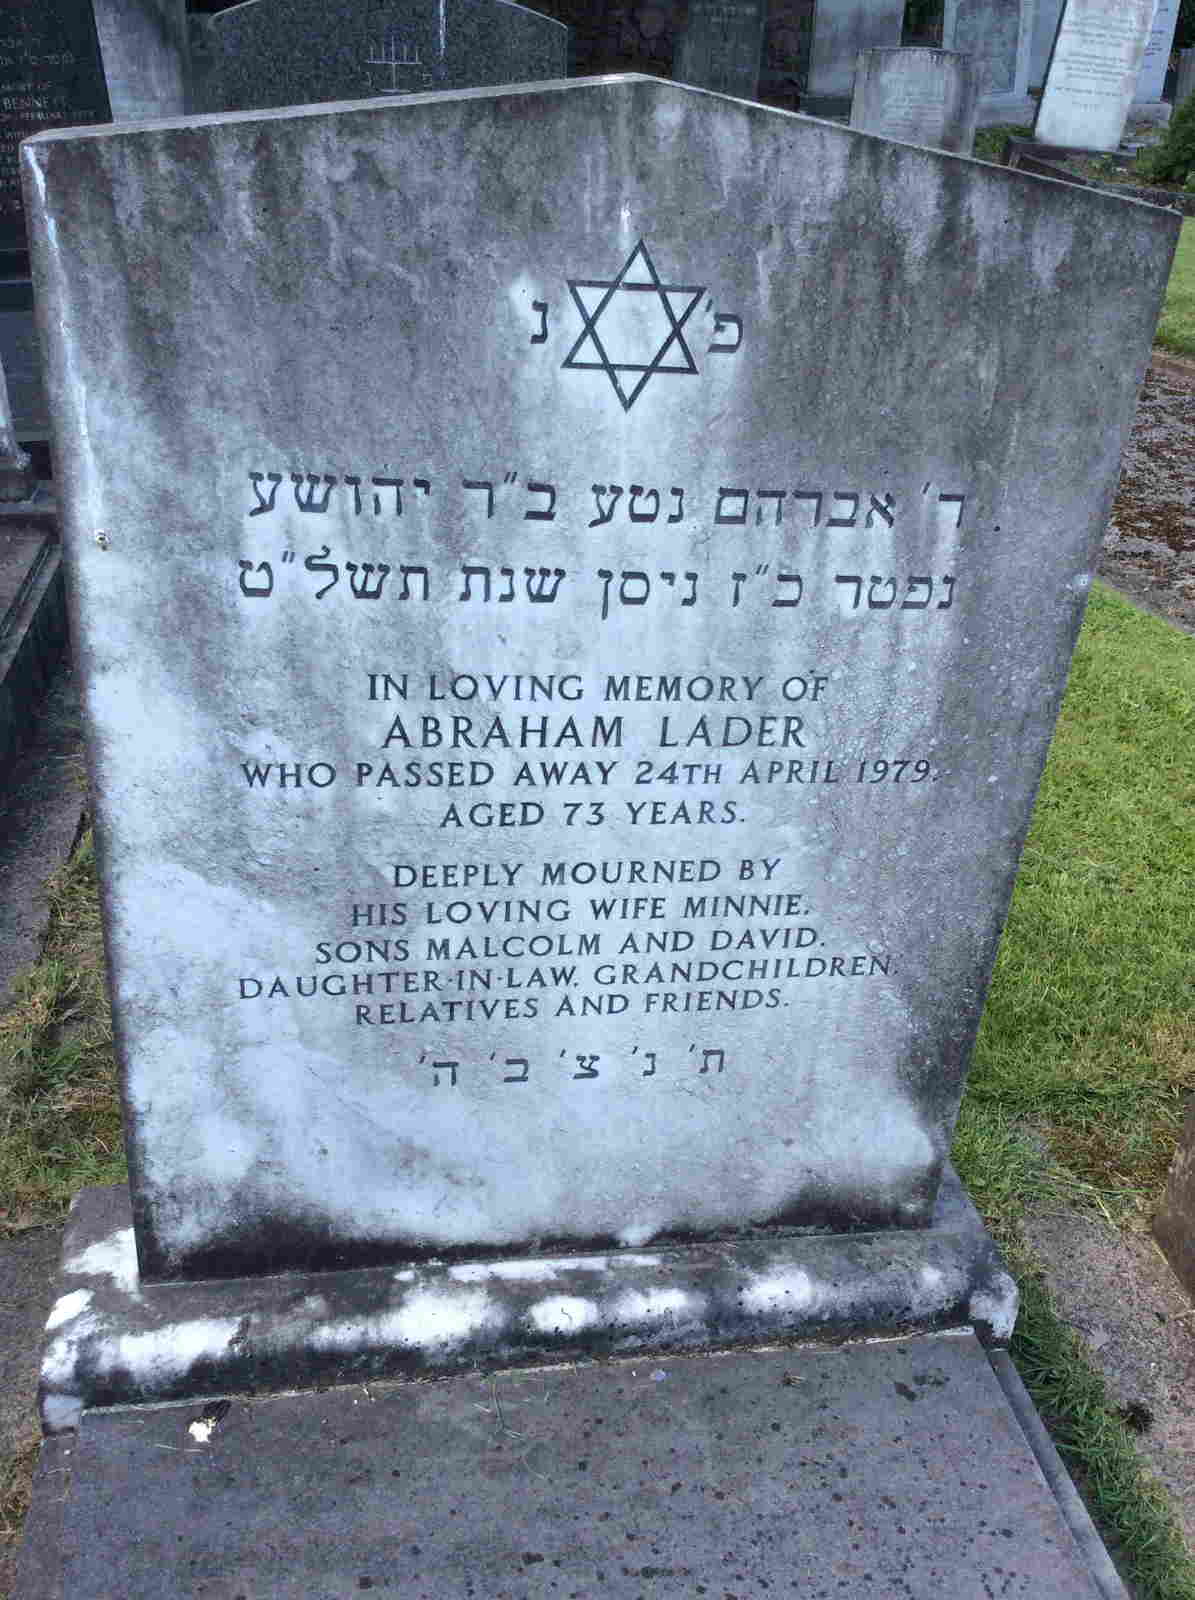 פ' נ
ר' אברהם נטע ב"ר יהושע
נפטר כ"ז ניסן שנת תשל"ט
IN LOVING MEMORY OF
ABRAHAM LADER
WHO PASSED AWAY 24TH APRIL 1979.
AGED 73 YEARS.
DEEPLY MOURNED BY
HIS LOVING WIFE MINNIE.
SONS MALCOLM AND DAVID.
DAUGHTER·IN·LAW. GRANDCHILDREN.
RELATIVES AND FRIENDS.
ת' נ' צ' ב' ה'
BENNETT